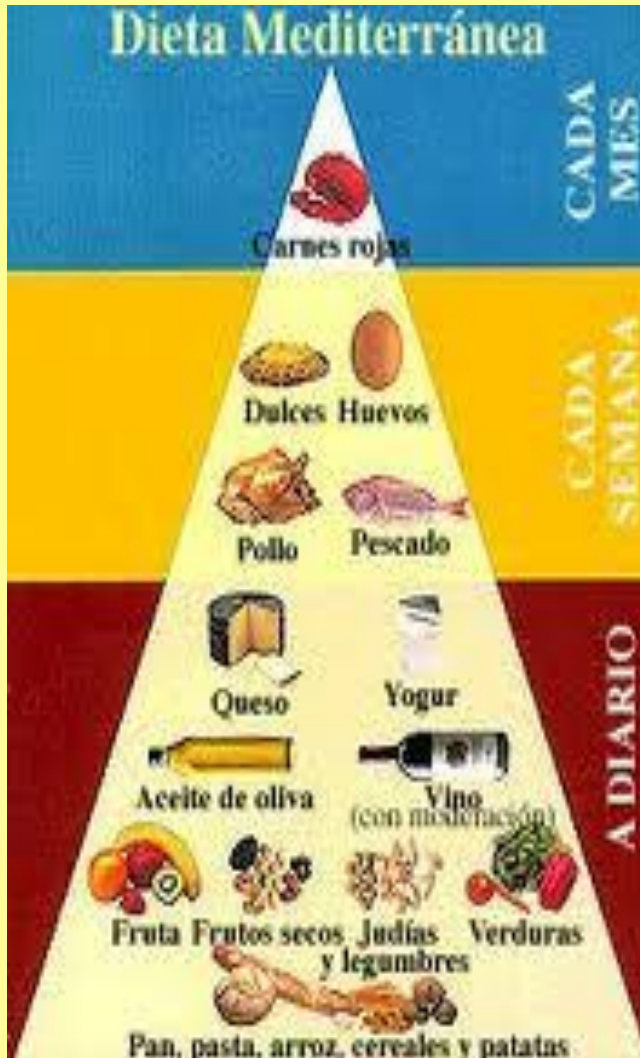 Dieta Mediterránea
CADA
MES
Carnes rojas
CADA
SEMANA
Dulces Huevos
Pollo Pescado
A DIARIO
Queso Yogur
Aceite de oliva Vino
(con moderación)
Fruta Frutos secos Judías Verduras
y legumbres
Pan, pasta, arroz, cereales y patatas